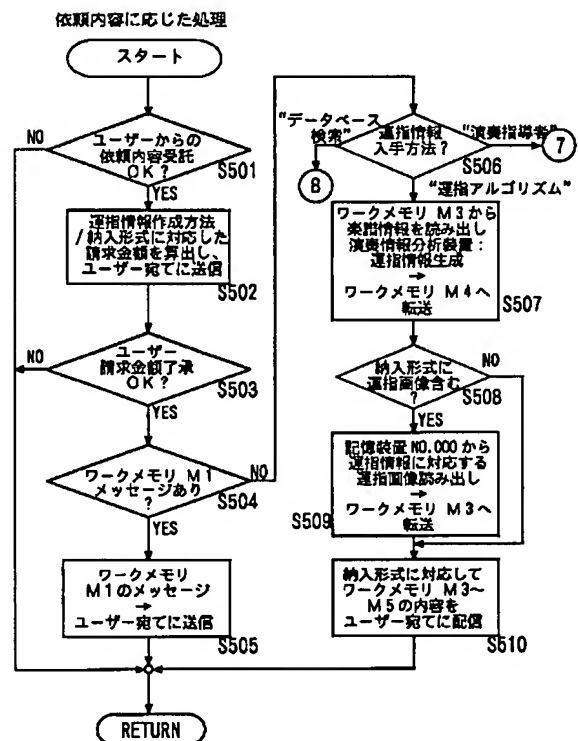 依頼内容に応じた処理
スタート
ユーザーからの
依頼内容受託
OK?
NO
YES
S501
運指情報作成方法
/納入形式に対応した
請求金額を算出し、
ユーザー宛てに送信
S502
ユーザー
請求金額了承
OK?
NO
YES
S503
ワークメモリ M1
メッセージあり
?
NO
YES
S504
ワークメモリ
M1のメッセージ
→
ユーザー宛てに送信
S505
RETURN
運指情報
入手方法?
S506
“データベース
検索”
8
“演奏指導者”
7
“運指アルゴリズム”
ワークメモリ M3から
楽譜情報を読み出し
演奏情報分析装置:
運指情報生成
→
ワークメモリ M4へ
転送
S507
納入形式に
運指画像含む
?
NO
YES
S508
記憶装置NO.000から
運指情報に対応する
運指画像読み出し
→
ワークメモリ M3へ
転送
S509
納入形式に対応して
ワークメモリ M3～
M5の内容を
ユーザー宛てに配信
S510